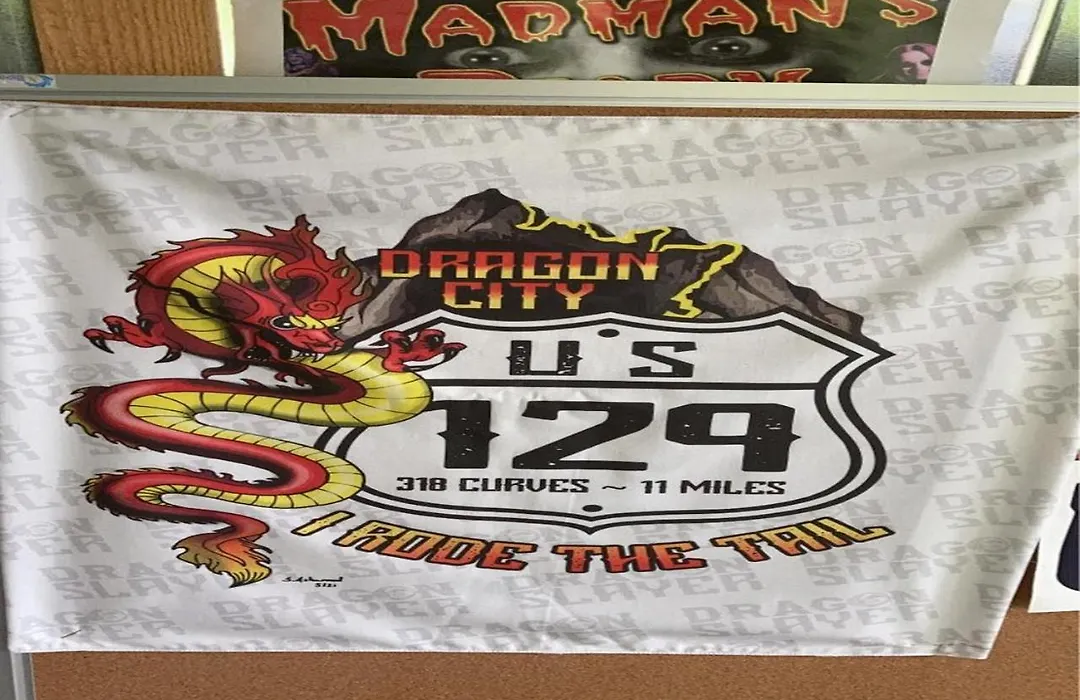 MADMAN'S
DRAGON
SLAYER
DRAGON
CITY
U.S
129
318 CURVES ~ 11 MILES
I RODE THE TAIL